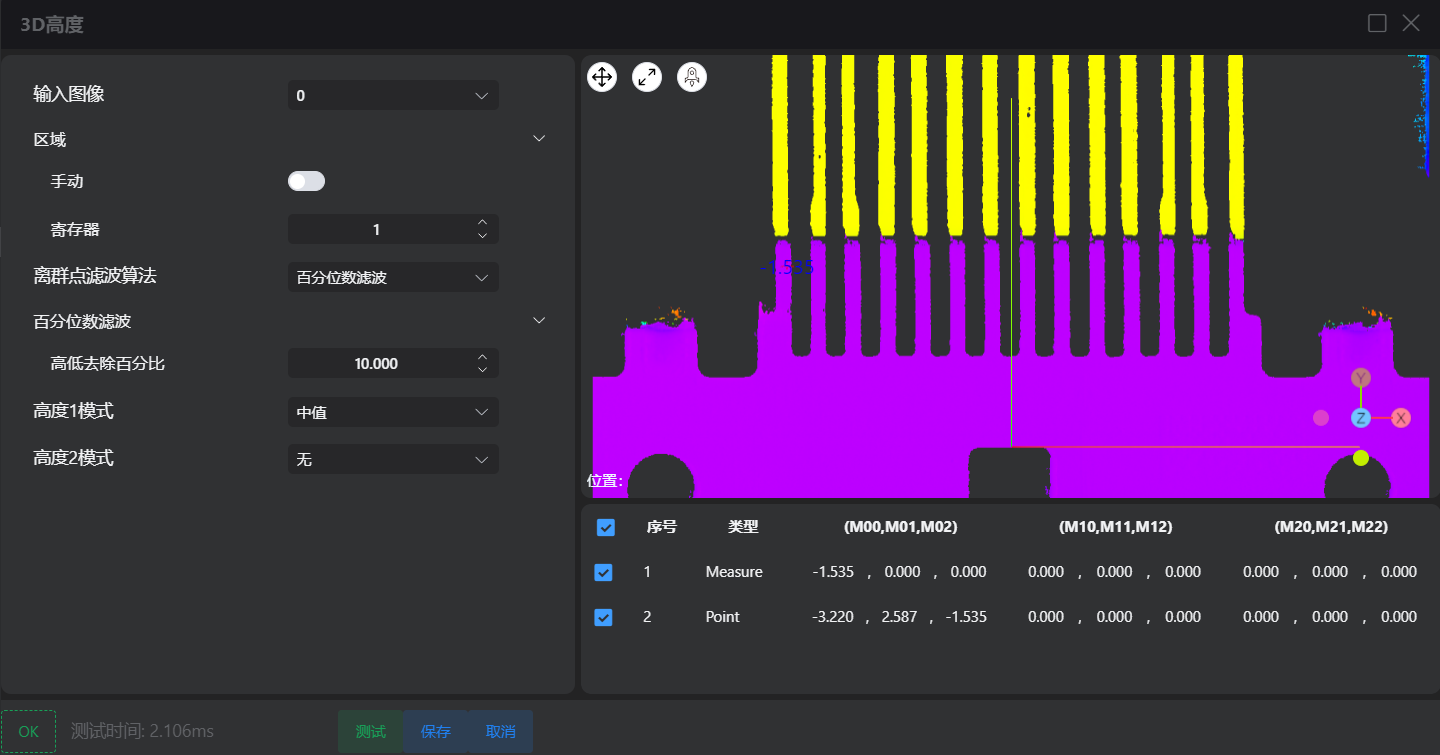 3D高度
输入图像 0
区域
手动
寄存器 1
离群点滤波算法 百分位数滤波
百分位数滤波
高低去除百分比 10.000
高度1模式 中值
高度2模式 无
-1.535
Y
Z X
位置:
序号 类型 (M00,M01,M02) (M10,M11,M12) (M20,M21,M22)
1 Measure -1.535 , 0.000 , 0.000 0.000 , 0.000 , 0.000 0.000 , 0.000 , 0.000
2 Point -3.220 , 2.587 , -1.535 0.000 , 0.000 , 0.000 0.000 , 0.000 , 0.000
OK 测试时间: 2.106ms 测试 保存 取消